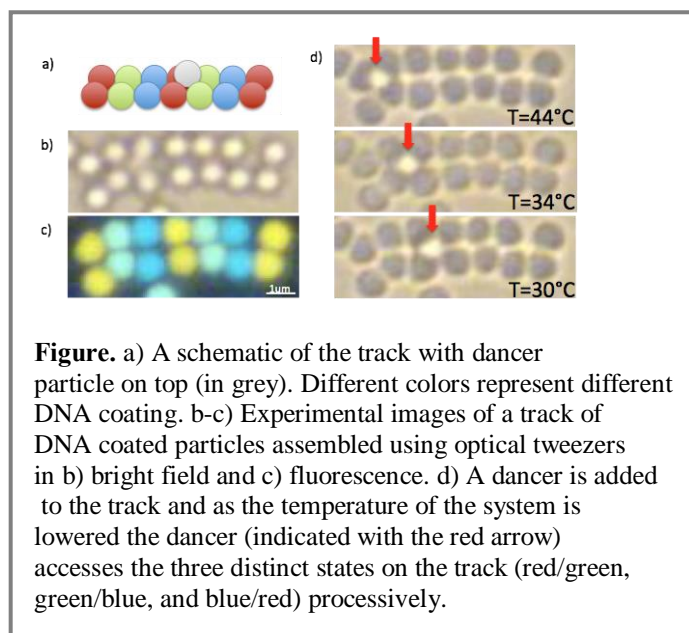 a)
b)
c)
1um
d)
T=44°C
T=34°C
T=30°C
Figure. a) A schematic of the track with dancer
particle on top (in grey). Different colors represent different
DNA coating. b-c) Experimental images of a track of
DNA coated particles assembled using optical tweezers
in b) bright field and c) fluorescence. d) A dancer is added
to the track and as the temperature of the system is
lowered the dancer (indicated with the red arrow)
accesses the three distinct states on the track (red/green,
green/blue, and blue/red) processively.